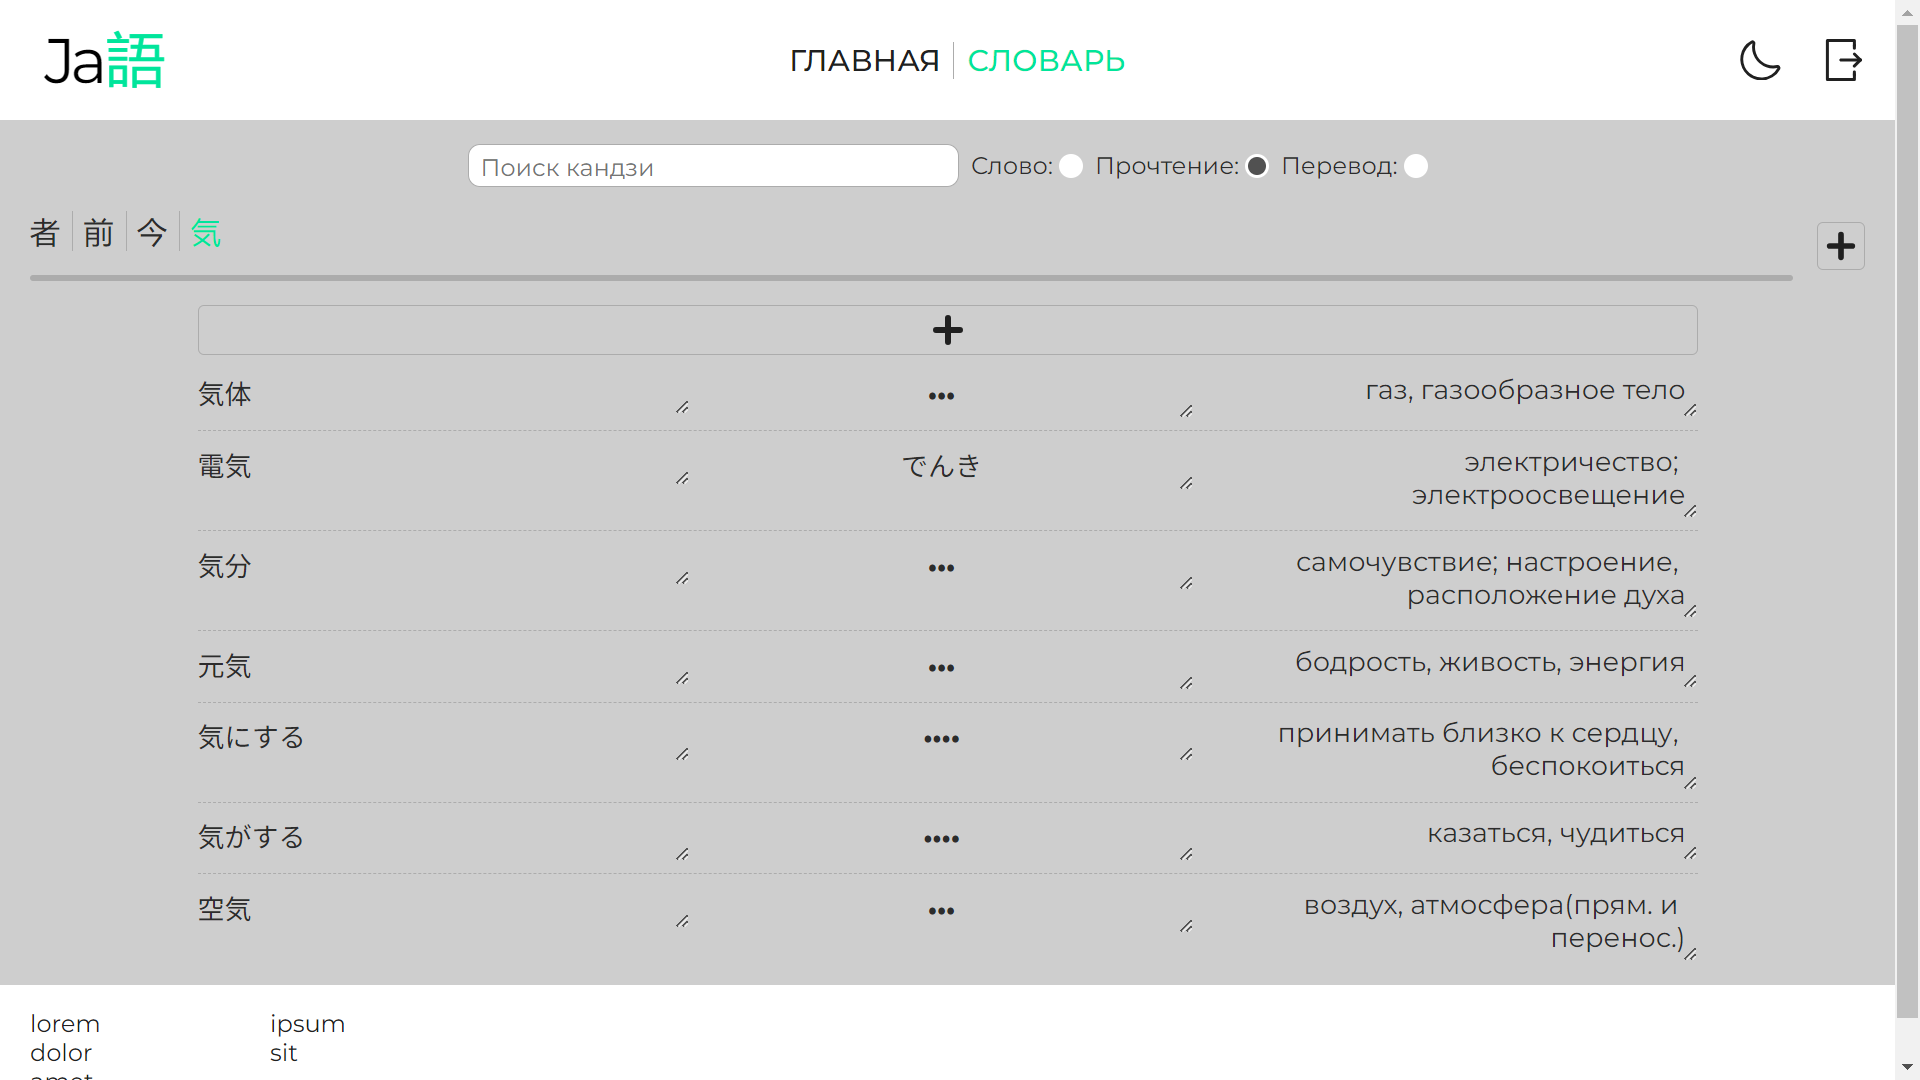 Ja語
ГЛАВНАЯ СЛОВАРЬ
Поиск кандзи Слово: Прочтение: Перевод:
者 前 今 気
気体 ••• газ, газообразное тело
電気 でんき электричество;
электроосвещение
気分 ••• самочувствие; настроение,
расположение духа
元気 ••• бодрость, живость, энергия
気にする •••• принимать близко к сердцу,
беспокоиться
気がする •••• казаться, чудиться
空気 ••• воздух, атмосфера(прям. и
перенос.)
lorem ipsum
dolor sit